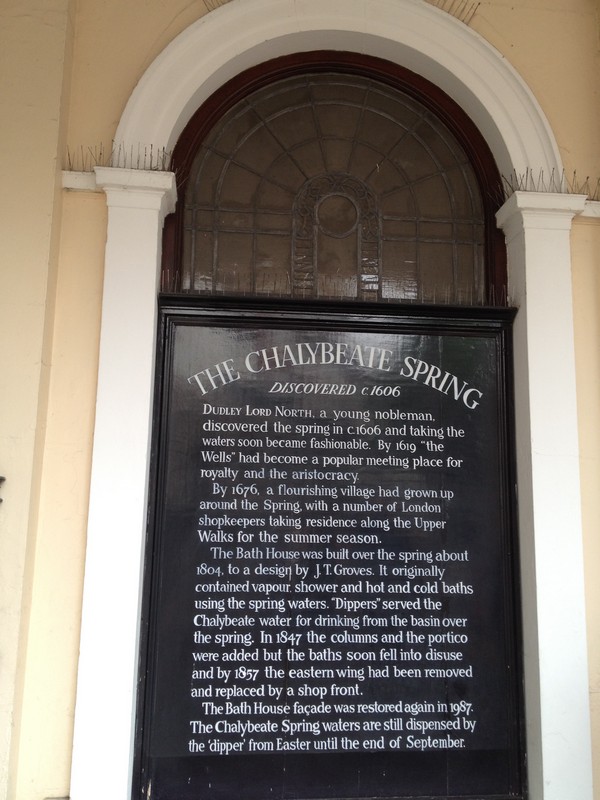 THE CHALYBEATE SPRING
DISCOVERED c.1606
DUDLEY LORD NORTH, a young nobleman,
discovered the spring in c.1606 and taking the
waters soon became fashionable. By 1619 "the
Wells" had become a popular meeting place for
royalty and the aristocracy.
By 1676, a flourishing village had grown up
around the Spring, with a number of London
shopkeepers taking residence along the Upper
Walks for the summer season.
The Bath House was built over the spring about
1804, to a design by J.T. Groves. It originally
contained vapour, shower and hot and cold baths
using the spring waters. "Dippers" served the
Chalybeate water for drinking from the basin over
the spring. In 1847 the columns and the portico
were added but the baths soon fell into disuse
and by 1857 the eastern wing had been removed
and replaced by a shop front.
The Bath House façade was restored again in 1987.
The Chalybeate Spring waters are still dispensed by
the 'dipper' from Easter until the end of September.